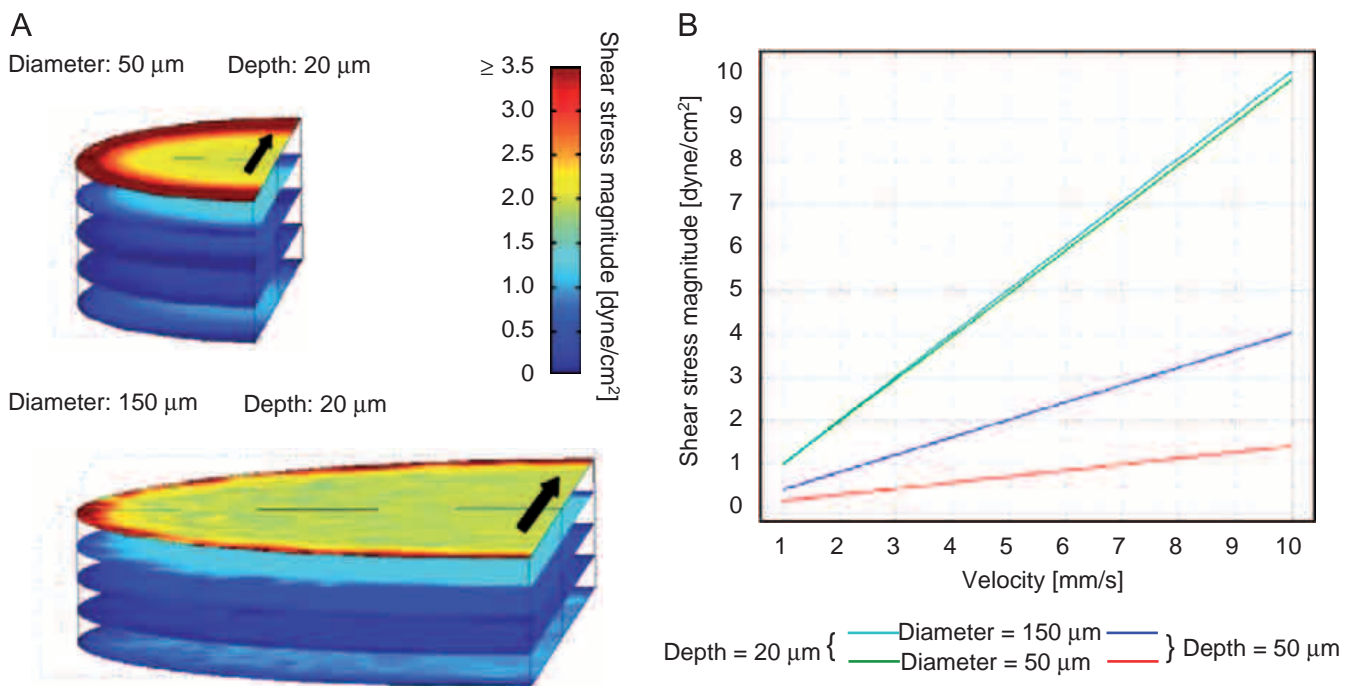 A
Diameter: 50 μm Depth: 20 μm
≥ 3.5
3.0
2.5
2.0
1.5
1.0
0.5
0
Shear stress magnitude [dyne/cm²]
Diameter: 150 μm Depth: 20 μm
B
10
9
8
7
6
5
4
3
2
1
0
Shear stress magnitude [dyne/cm²]
1 2 3 4 5 6 7 8 9 10
Velocity [mm/s]
Depth = 20 μm { Diameter = 150 μm } Depth = 50 μm
Diameter = 50 μm